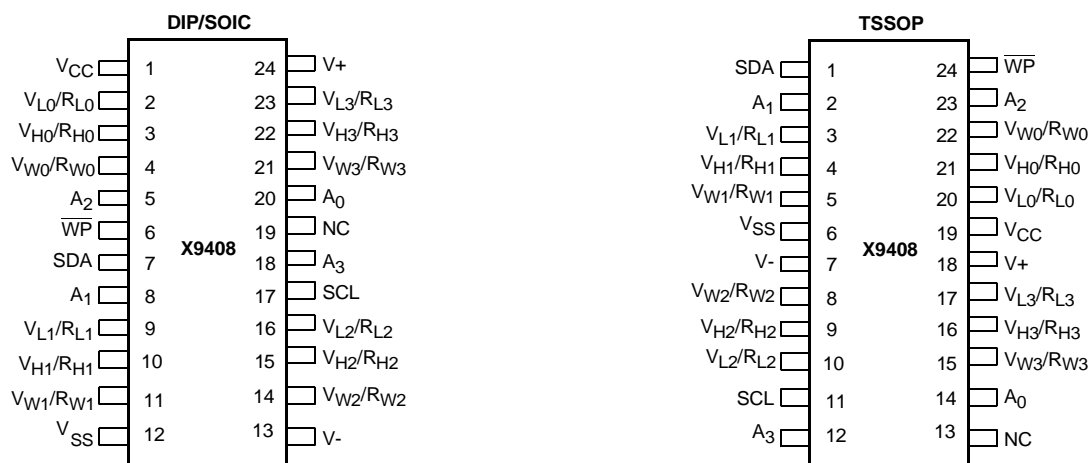 DIP/SOIC
VCC 1 24 V+
VL0/RL0 2 23 VL3/RL3
VH0/RH0 3 22 VH3/RH3
VW0/RW0 4 21 VW3/RW3
A2 5 20 A0
WP 6 19 NC
X9408
SDA 7 18 A3
A1 8 17 SCL
VL1/RL1 9 16 VL2/RL2
VH1/RH1 10 15 VH2/RH2
VW1/RW1 11 14 VW2/RW2
VSS 12 13 V-
TSSOP
SDA 1 24 WP
A1 2 23 A2
VL1/RL1 3 22 VW0/RW0
VH1/RH1 4 21 VH0/RH0
VW1/RW1 5 20 VL0/RL0
VSS 6 19 VCC
X9408
V- 7 18 V+
VW2/RW2 8 17 VL3/RL3
VH2/RH2 9 16 VH3/RH3
VL2/RL2 10 15 VW3/RW3
SCL 11 14 A0
A3 12 13 NC